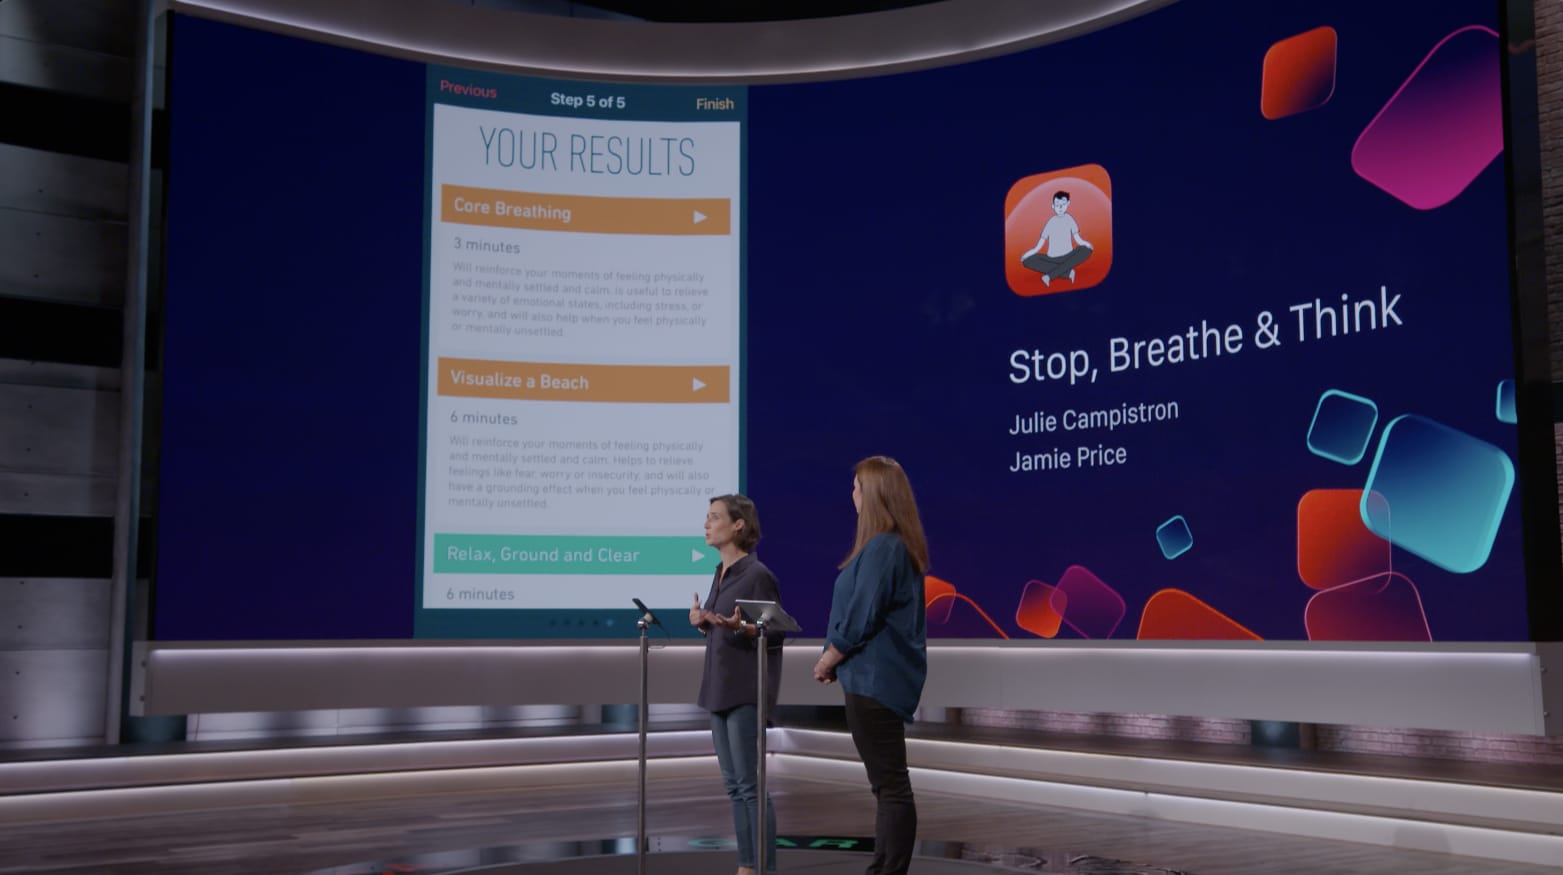 Previous
Step 5 of 5
Finish
YOUR RESULTS
Core Breathing
3 minutes
Will reinforce your moments of feeling physically
and mentally settled and calm. Is useful to relieve
a variety of emotional states, including stress, or
worry, and will also help when you feel physically
or mentally unsettled.
Visualize a Beach
6 minutes
Will reinforce your moments of feeling physically
and mentally settled and calm. Helps to relieve
feelings like fear, worry or insecurity, and will also
have a grounding effect when you feel physically or
mentally unsettled.
Relax, Ground and Clear
6 minutes
Stop, Breathe & Think
Julie Campistron
Jamie Price